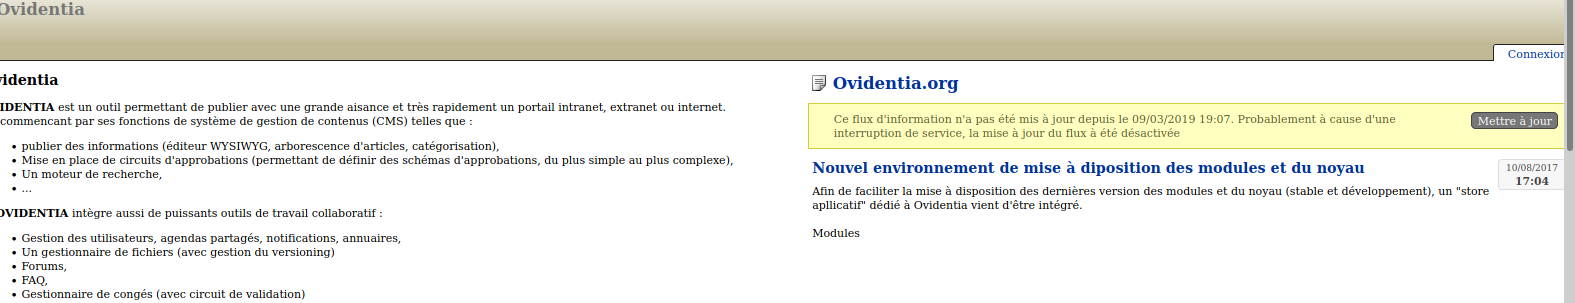 Ovidentia
Connexion
videntia
IDENTIA est un outil permettant de publier avec une grande aisance et très rapidement un portail intranet, extranet ou internet.
commencant par ses fonctions de système de gestion de contenus (CMS) telles que :
• publier des informations (éditeur WYSIWYG, arborescence d'articles, catégorisation),
• Mise en place de circuits d'approbations (permettant de définir des schémas d'approbations, du plus simple au plus complexe),
• Un moteur de recherche,
• ...
OVIDENTIA intègre aussi de puissants outils de travail collaboratif :
• Gestion des utilisateurs, agendas partagés, notifications, annuaires,
• Un gestionnaire de fichiers (avec gestion du versioning)
• Forums,
• FAQ,
• Gestionnaire de congés (avec circuit de validation)
Ovidentia.org
Ce flux d'information n'a pas été mis à jour depuis le 09/03/2019 19:07. Probablement à cause d'une
interruption de service, la mise à jour du flux à été désactivée
Mettre à jour
Nouvel environnement de mise à diposition des modules et du noyau
10/08/2017
17:04
Afin de faciliter la mise à disposition des dernières version des modules et du noyau (stable et développement), un "store
apllicatif" dédié à Ovidentia vient d'être intégré.
Modules